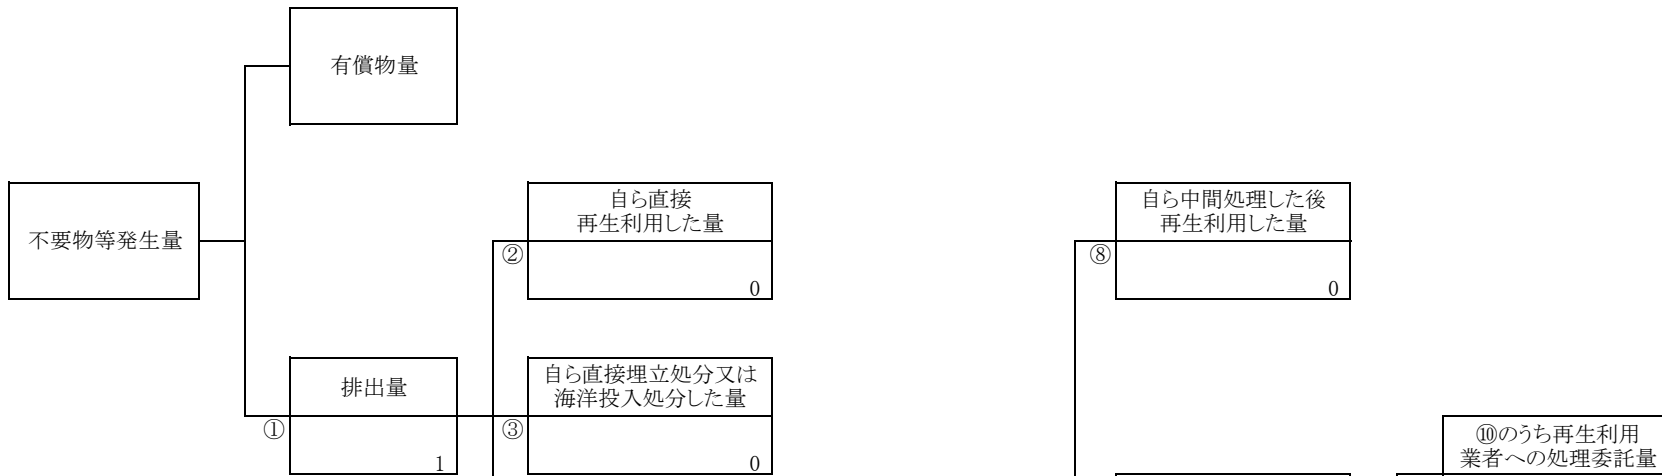 有償物量
不要物等発生量
自ら直接
再生利用した量
②
0
自ら中間処理した後
再生利用した量
⑧
0
排出量
①
1
自ら直接埋立処分又は
海洋投入処分した量
③
0
⑩のうち再生利用
業者への処理委託量